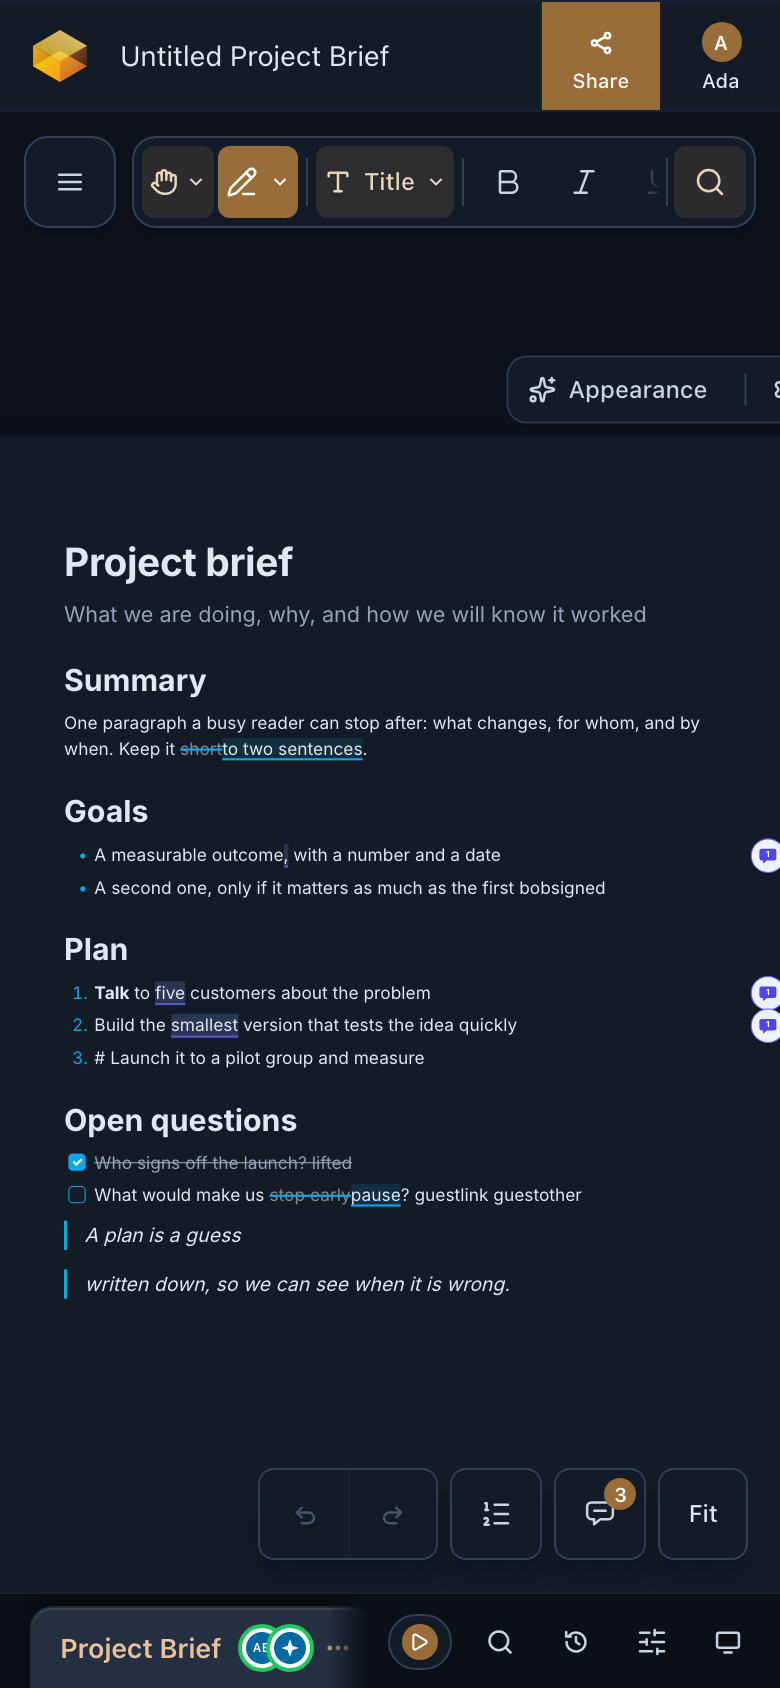 Untitled Project Brief
Share
A
Ada
Title
Appearance
Project brief
What we are doing, why, and how we will know it worked
Summary
One paragraph a busy reader can stop after: what changes, for whom, and by
when. Keep it shortto two sentences.
Goals
• A measurable outcome, with a number and a date
1
• A second one, only if it matters as much as the first bobsigned
Plan
1. Talk to five customers about the problem
1
2. Build the smallest version that tests the idea quickly
1
3. # Launch it to a pilot group and measure
Open questions
Who signs off the launch? lifted
What would make us stop earlypause? guestlink guestother
A plan is a guess
written down, so we can see when it is wrong.
3
Fit
Project Brief